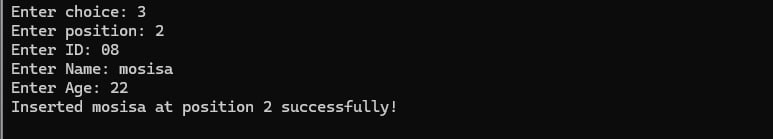 Enter choice: 3
Enter position: 2
Enter ID: 08
Enter Name: mosisa
Enter Age: 22
Inserted mosisa at position 2 successfully!